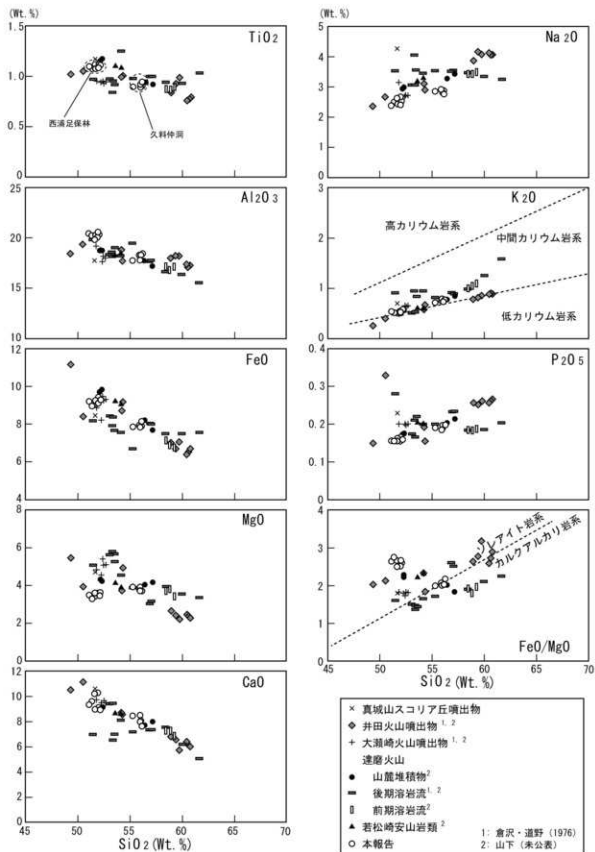 (Wt.%)
TiO2
1.5
1.0
0.5
0
西浦足保林
久料仲洞
Al2O3
25
20
15
10
FeO
12
10
8
6
4
MgO
8
6
4
2
0
CaO
12
10
8
6
4
2
0
45 50 55 60 65 70
SiO2(Wt.%)
(Wt.%)
Na2O
5
4
3
2
1
0
K2O
3
2
1
0
高カリウム岩系
中間カリウム岩系
低カリウム岩系
P2O5
0.4
0.3
0.2
0.1
0
4
3
2
1
0
ソレアイト岩系
カルクアルカリ岩系
FeO/MgO
45 50 55 60 65 70
SiO2(Wt.%)
× 真城山スコリア丘噴出物
井田火山噴出物1, 2
+ 大瀬崎火山噴出物1, 2
達磨火山
● 山麓堆積物2
後期溶岩流1, 2
前期溶岩流2
▲ 若松崎安山岩類2
○ 本報告
1: 倉沢・道野 (1976)
2: 山下 (未公表)